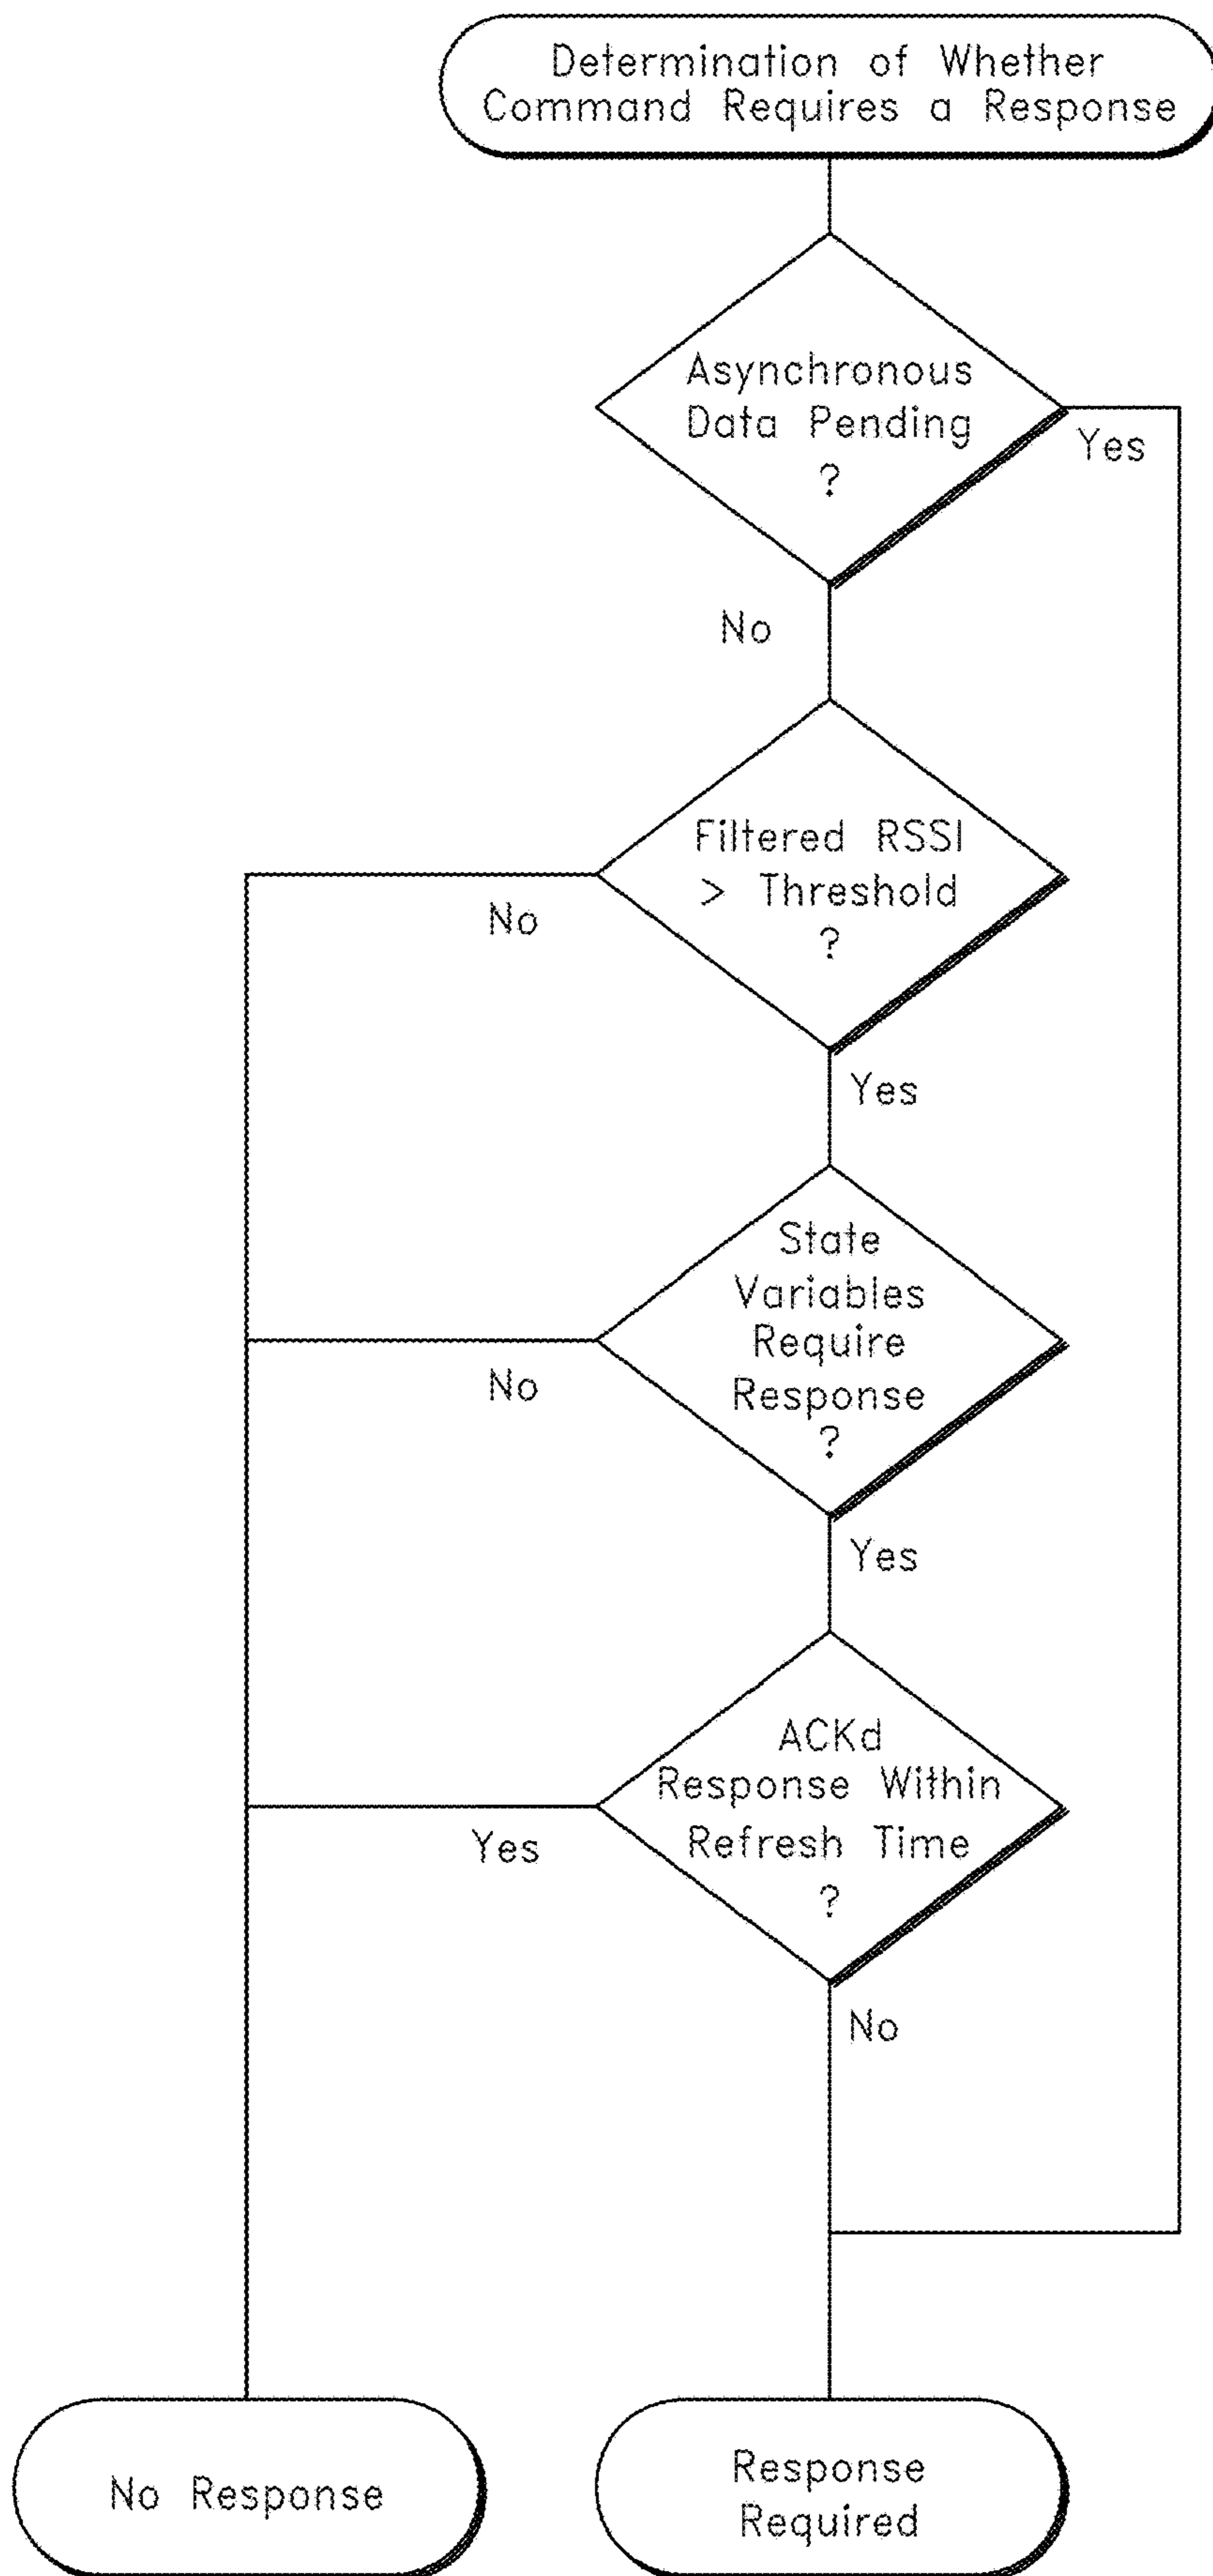 Determination of Whether
Command Requires a Response
Asynchronous
Data Pending
?
Yes
No
Filtered RSSI
> Threshold
?
No
Yes
State
Variables
Require
Response
?
No
Yes
ACKd
Response Within
Refresh Time
?
Yes
No
No Response
Response
Required